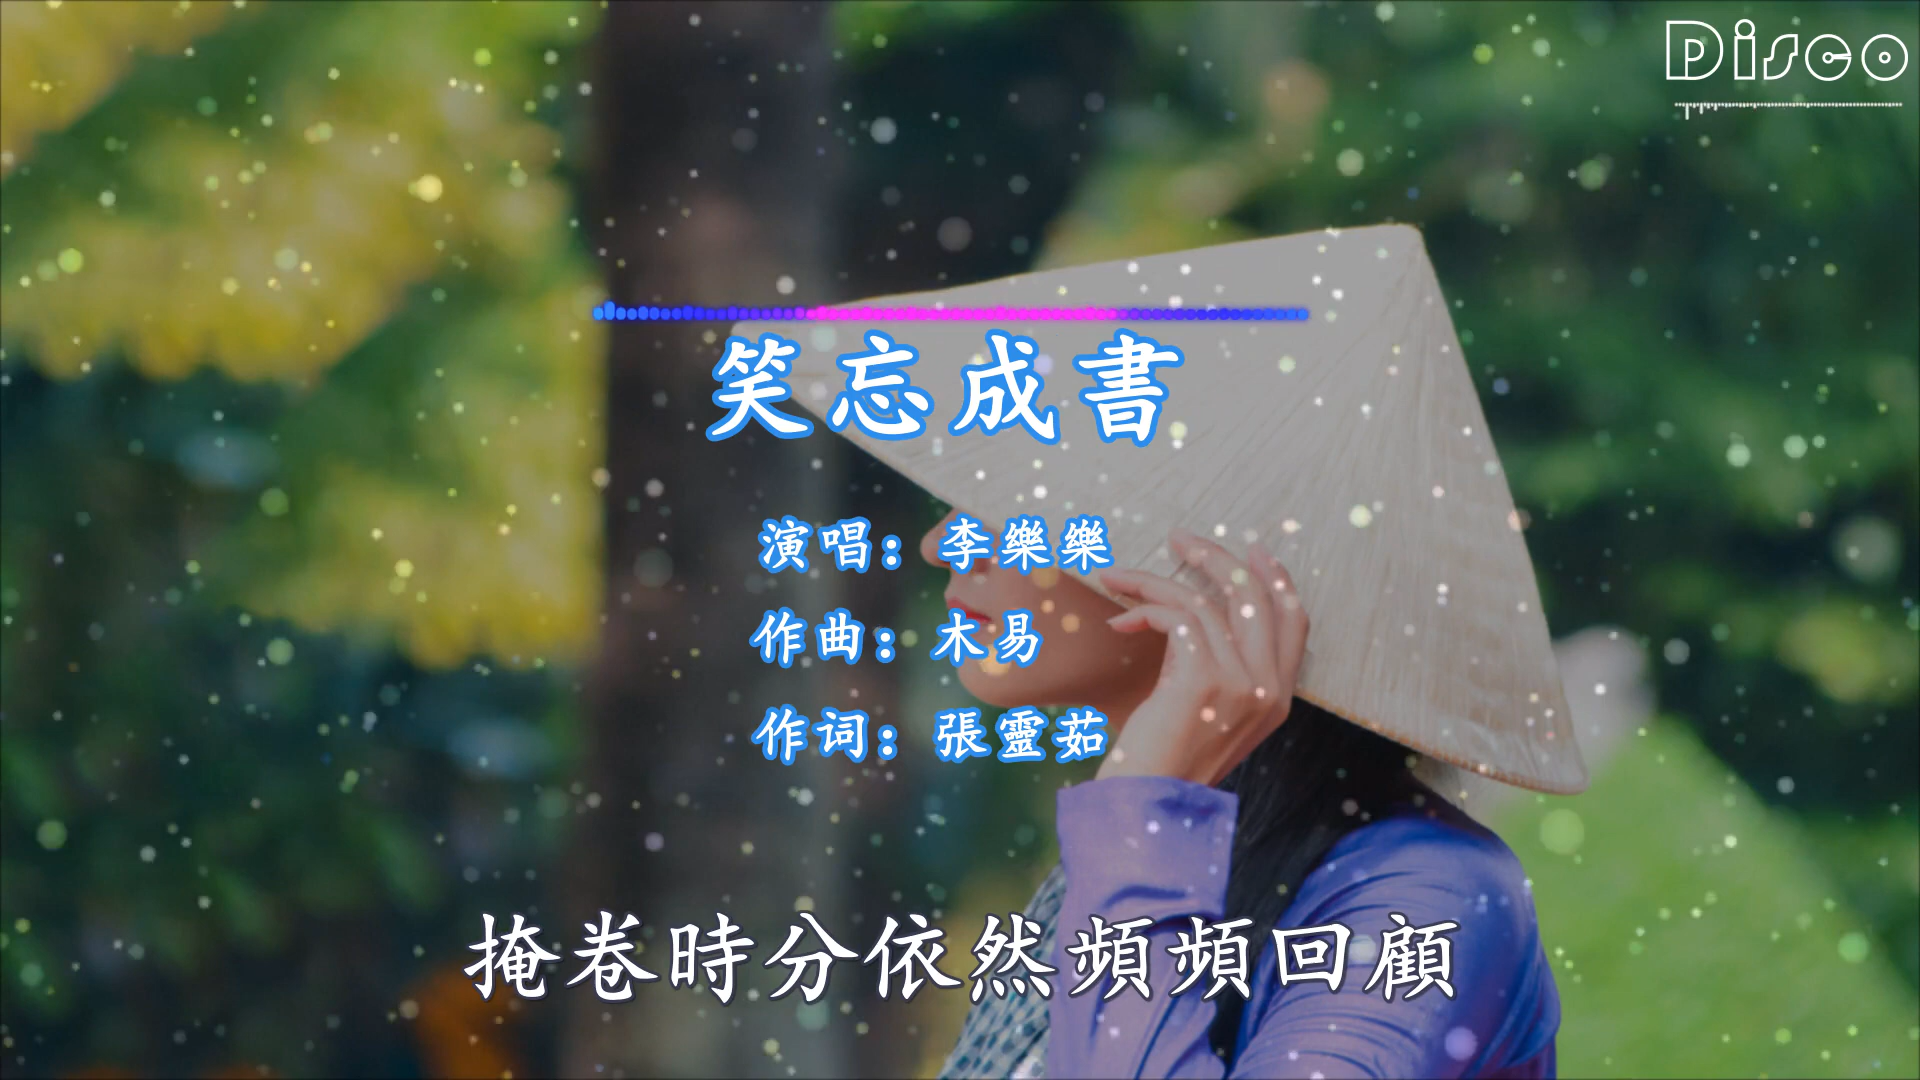 Disco
笑忘成書
演唱：李樂樂
作曲：木易
作词：張靈茹
掩卷時分依然頻頻回顧